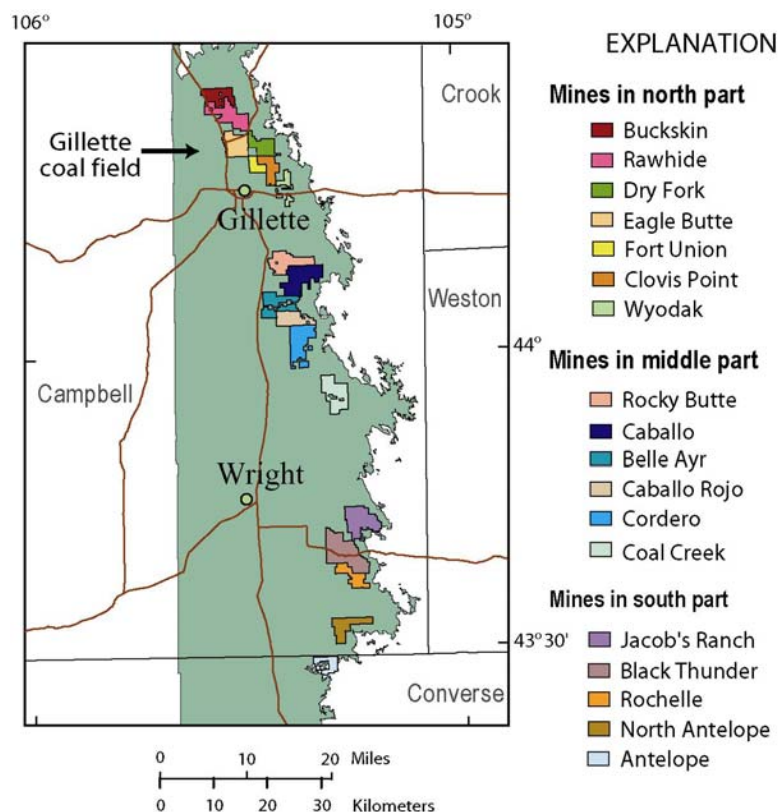 106°
105°
EXPLANATION
Crook
Mines in north part
Buckskin
Gillette
coal field
Rawhide
Dry Fork
Gillette
Eagle Butte
Fort Union
Clovis Point
Weston
Wyodak
44°
Mines in middle part
Campbell
Rocky Butte
Caballo
Belle Ayr
Wright
Caballo Rojo
Cordero
Coal Creek
Mines in south part
43° 30'
Jacob's Ranch
Black Thunder
Converse
Rochelle
North Antelope
Antelope
0 10 20 Miles
0 10 20 30 Kilometers